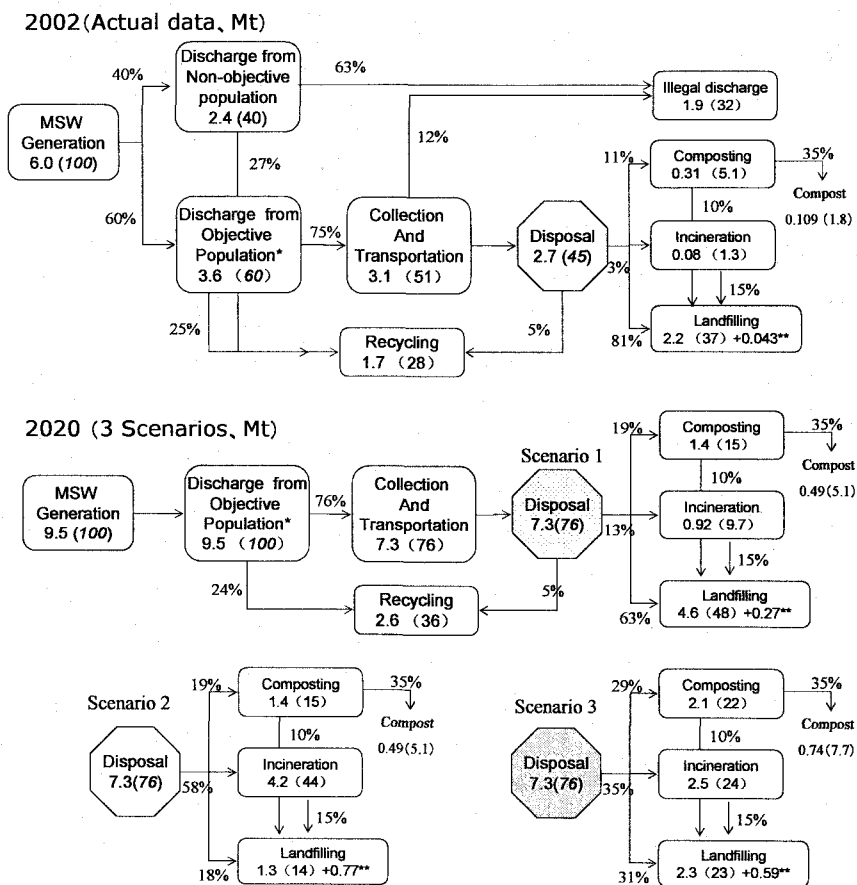 2002(Actual data、Mt)
Discharge from
Non-objective
population
2.4 (40)
40%
63%
Illegal discharge
1.9 (32)
MSW
Generation
6.0 (100)
27%
12%
11%
Composting
0.31 (5.1)
35%
Compost
0.109 (1.8)
10%
60%
Discharge from
Objective
Population*
3.6 (60)
75%
Collection
And
Transportation
3.1 (51)
Disposal
2.7 (45)
3%
Incineration
0.08 (1.3)
15%
25%
Recycling
1.7 (28)
5%
81%
Landfilling
2.2 (37) +0.043**
2020 (3 Scenarios、Mt)
MSW
Generation
9.5 (100)
Discharge from
Objective
Population*
9.5 (100)
76%
Collection
And
Transportation
7.3 (76)
Scenario 1
Disposal
7.3(76)
19%
Composting
1.4 (15)
35%
Compost
0.49(5.1)
10%
13%
Incineration
0.92 (9.7)
15%
24%
Recycling
2.6 (36)
5%
63%
Landfilling
4.6 (48) +0.27**
Scenario 2
Disposal
7.3(76)
19%
Composting
1.4 (15)
35%
Compost
0.49(5.1)
10%
58%
Incineration
4.2 (44)
15%
18%
Landfilling
1.3 (14) +0.77**
Scenario 3
Disposal
7.3(76)
29%
Composting
2.1 (22)
35%
Compost
0.74(7.7)
10%
35%
Incineration
2.5 (24)
15%
31%
Landfilling
2.3 (23) +0.59**